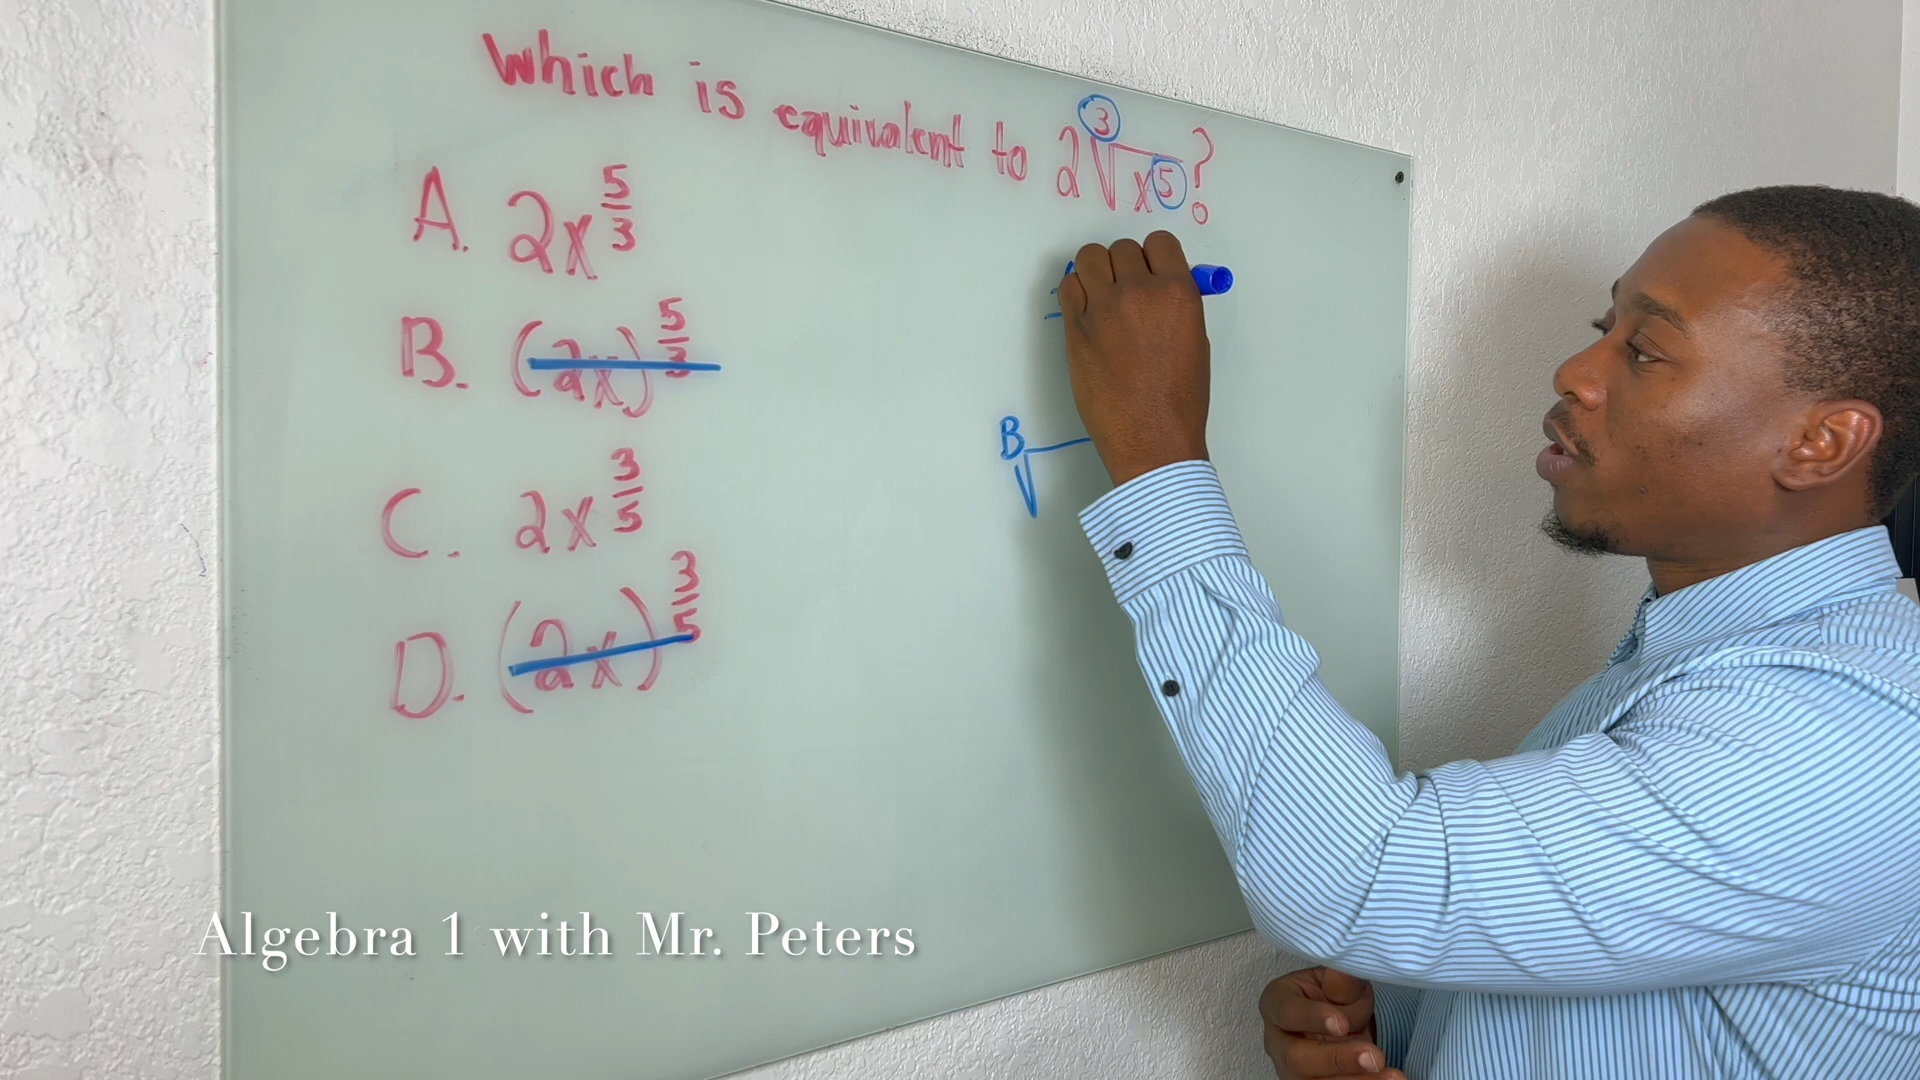 Which is equivalent to 2∛x⁵?
A. 2x^(5/3)
B. (2x)^(5/3)
C. 2x^(3/5)
D. (2x)^(3/5)
B√
Algebra 1 with Mr. Peters